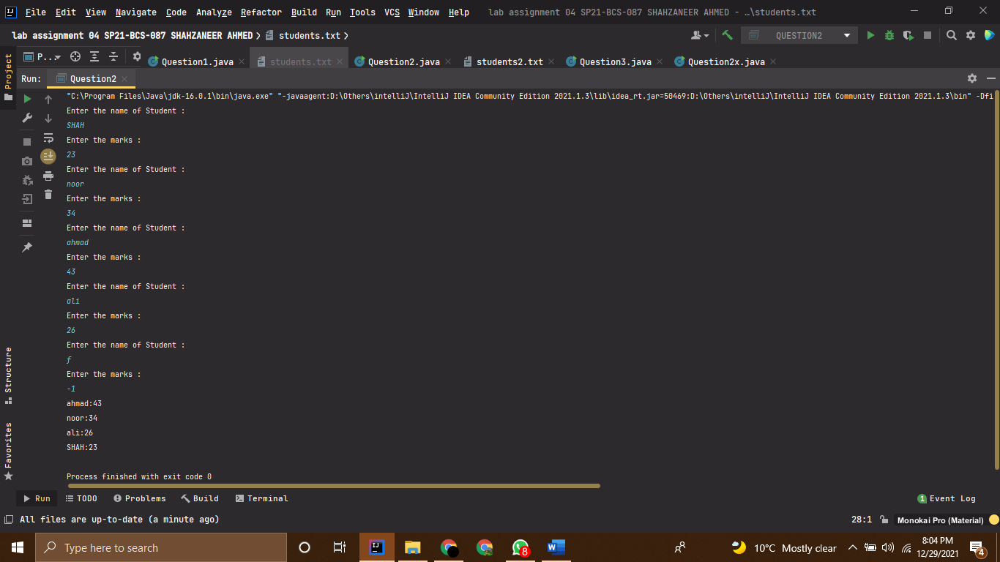 File Edit View Navigate Code Analyze Refactor Build Run Tools VCS Window Help lab assignment 04 SP21-BCS-087 SHAHZANEER AHMED - ...\students.txt
lab assignment 04 SP21-BCS-087 SHAHZANEER AHMED students.txt QUESTION2
Project
P... Question1.java students.txt Question2.java students2.txt Question3.java Question2x.java
Run: Question2
"C:\Program Files\Java\jdk-16.0.1\bin\java.exe" "-javaagent:D:\Others\intelliJ\IntelliJ IDEA Community Edition 2021.1.3\lib\idea_rt.jar=50469:D:\Others\intelliJ\IntelliJ IDEA Community Edition 2021.1.3\bin" -Dfi
Enter the name of Student :
SHAH
Enter the marks :
23
Enter the name of Student :
noor
Enter the marks :
34
Enter the name of Student :
ahmad
Enter the marks :
43
Enter the name of Student :
ali
Enter the marks :
26
Enter the name of Student :
f
Enter the marks :
-1
ahmad:43
noor:34
ali:26
SHAH:23
Process finished with exit code 0
Structure
Favorites
Run TODO Problems Build Terminal 1 Event Log
All files are up-to-date (a minute ago) 28:1 Monokai Pro (Material)
Type here to search 8 10°C Mostly clear 8:04 PM
12/29/2021 4